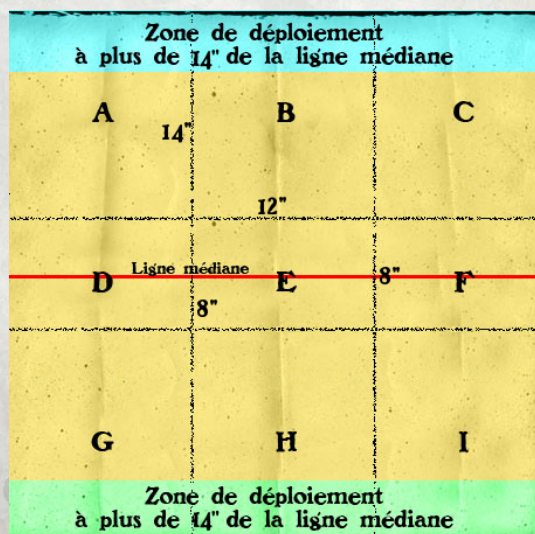 Zone de déploiement
à plus de 14" de la ligne médiane
A B C
14"
12"
Ligne médiane
D E F
8"
8"
G H I
Zone de déploiement
à plus de 14" de la ligne médiane